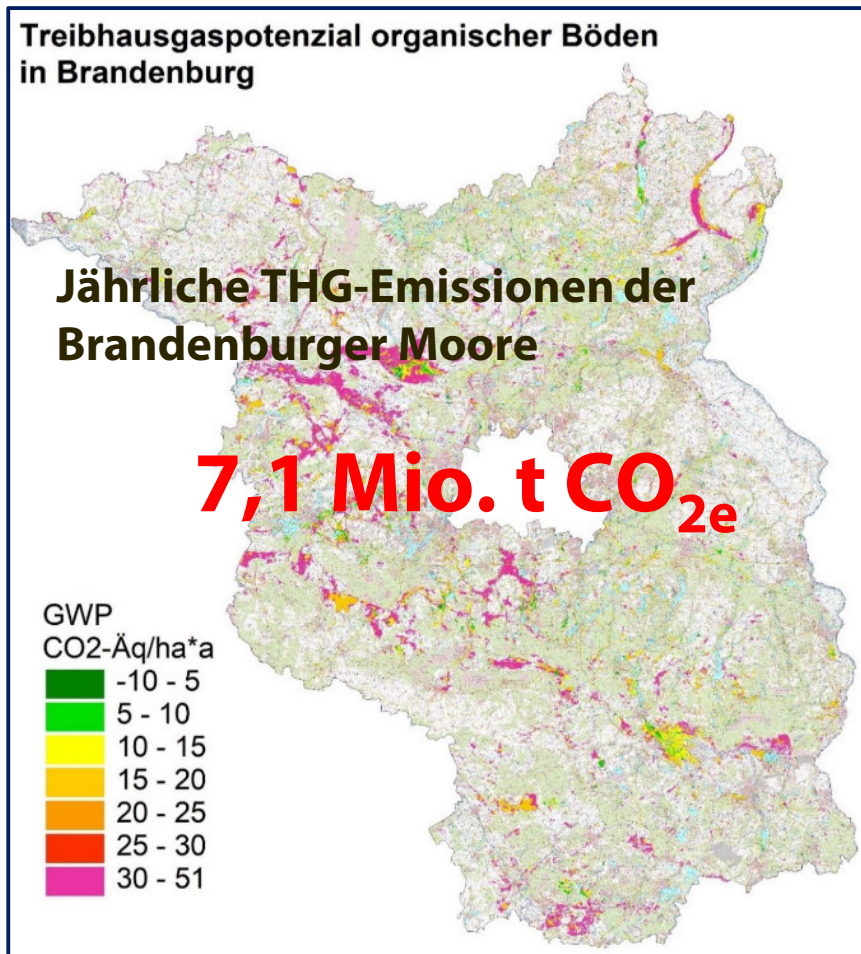 Treibhausgaspotenzial organischer Böden
in Brandenburg
Jährliche THG-Emissionen der
Brandenburger Moore
7,1 Mio. t CO2e
GWP
CO2-Äq/ha*a
-10 - 5
5 - 10
10 - 15
15 - 20
20 - 25
25 - 30
30 - 51